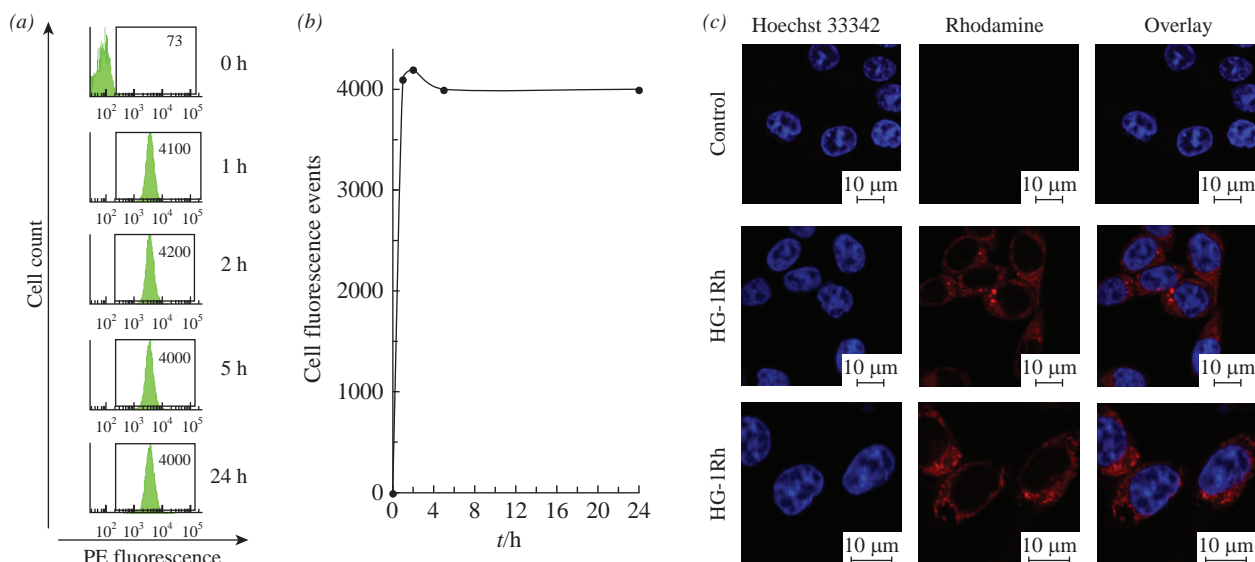 (a)
Cell count
73
0 h
10² 10³ 10⁴ 10⁵
4100
1 h
10² 10³ 10⁴ 10⁵
4200
2 h
10² 10³ 10⁴ 10⁵
4000
5 h
10² 10³ 10⁴ 10⁵
4000
24 h
10² 10³ 10⁴ 10⁵
PE fluorescence
(b)
Cell fluorescence events
4000
3000
4000
2000
1000
0
0 4 8 12 16 20 24
t/h
(c)
Hoechst 33342 Rhodamine Overlay
Control
10 μm 10 μm 10 μm
HG-1Rh
10 μm 10 μm 10 μm
HG-1Rh
10 μm 10 μm 10 μm